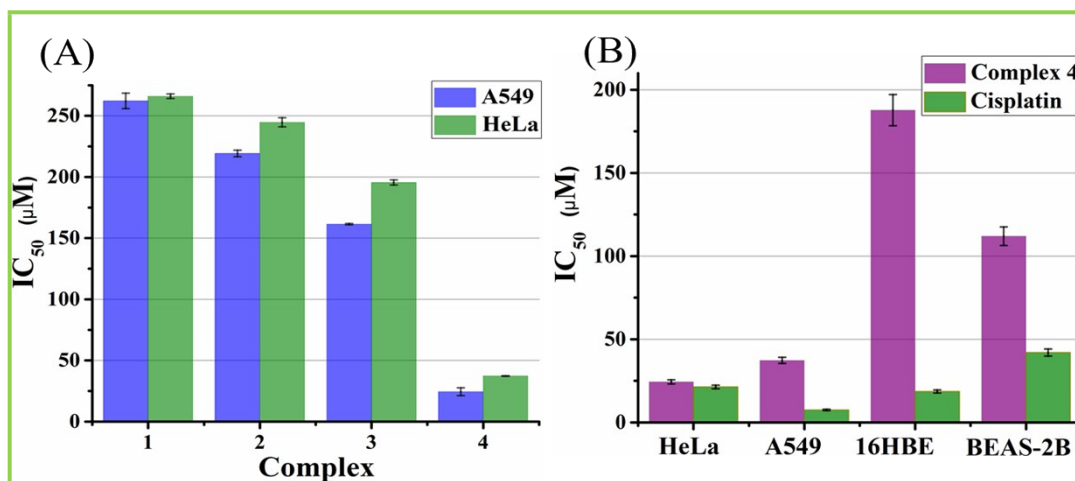 (A)
A549
HeLa
IC50 (μM)
250
200
150
100
50
0
1 2 3 4
Complex
(B)
Complex 4
Cisplatin
IC50 (μM)
200
150
100
50
0
HeLa A549 16HBE BEAS-2B